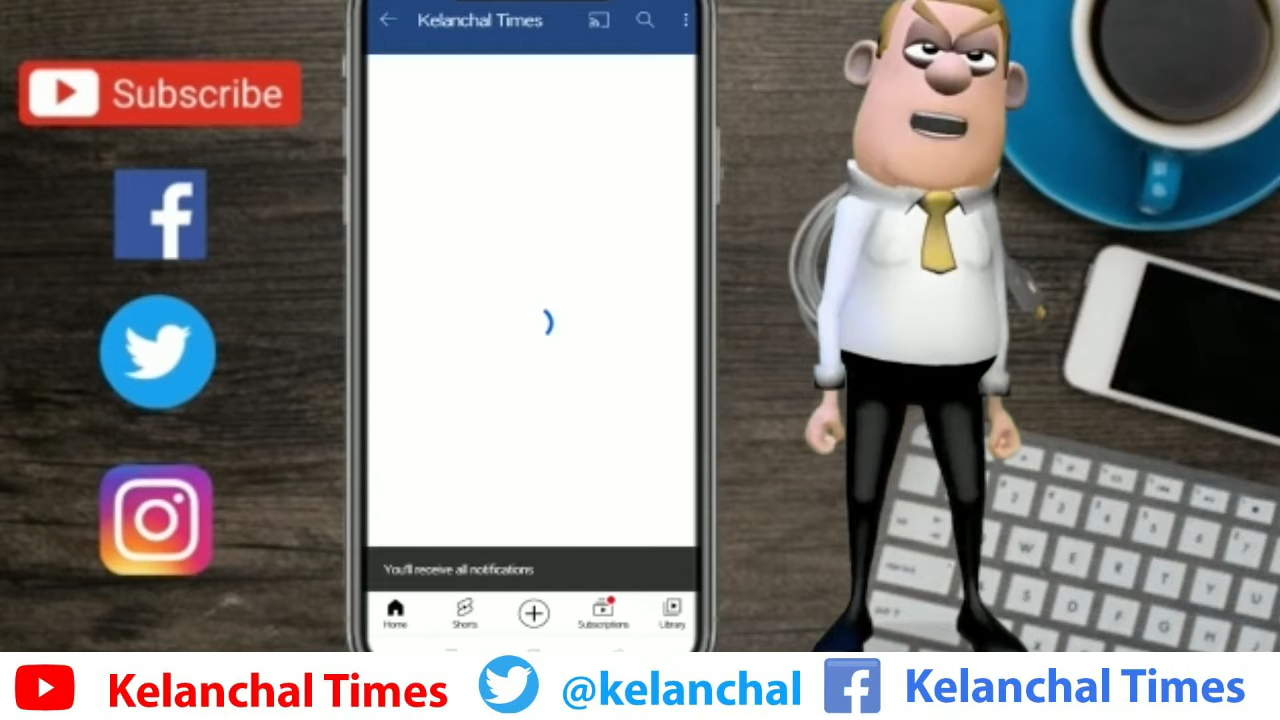 Kelanchal Times
Subscribe
You'll receive all notifications
Home
Shorts
Subscriptions
Library
Kelanchal Times
@kelanchal
Kelanchal Times